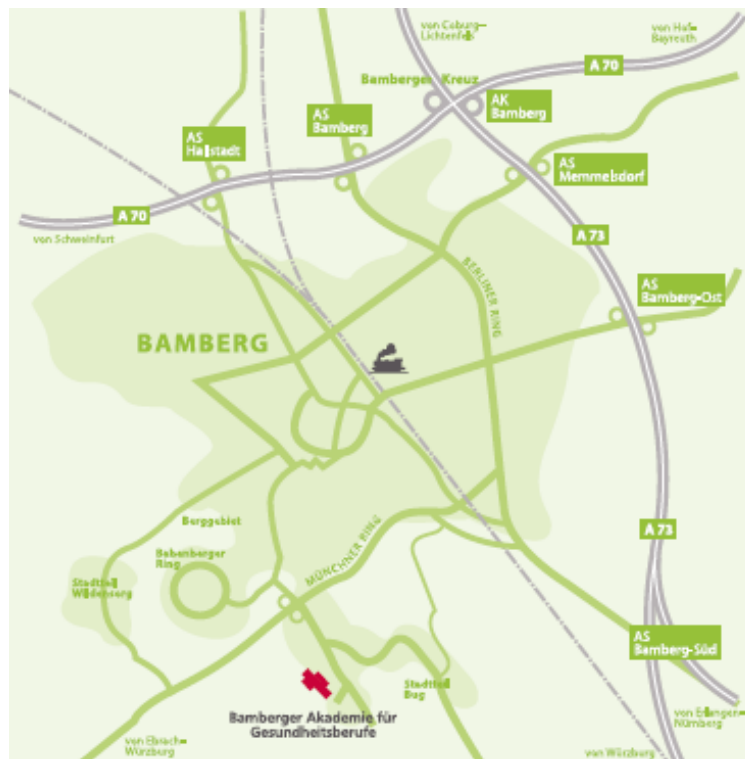 von Coburg–
Lichtenfels
von Hof–
Bayreuth
A 70
Bamberger Kreuz
AK
Bamberg
AS
Bamberg
AS
Hallstadt
AS
Memmelsdorf
A 70
von Schweinfurt
A 73
BERLINER RING
AS
Bamberg-Ost
BAMBERG
Berggebiet
MÜNCHNER RING
A 73
Babenberger
Ring
Stadtteil
Wildensorg
AS
Bamberg-Süd
Stadtteil
Bug
Bamberger Akademie für
Gesundheitsberufe
von Erlangen–
Nürnberg
von Ebrach–
Würzburg
von Würzburg